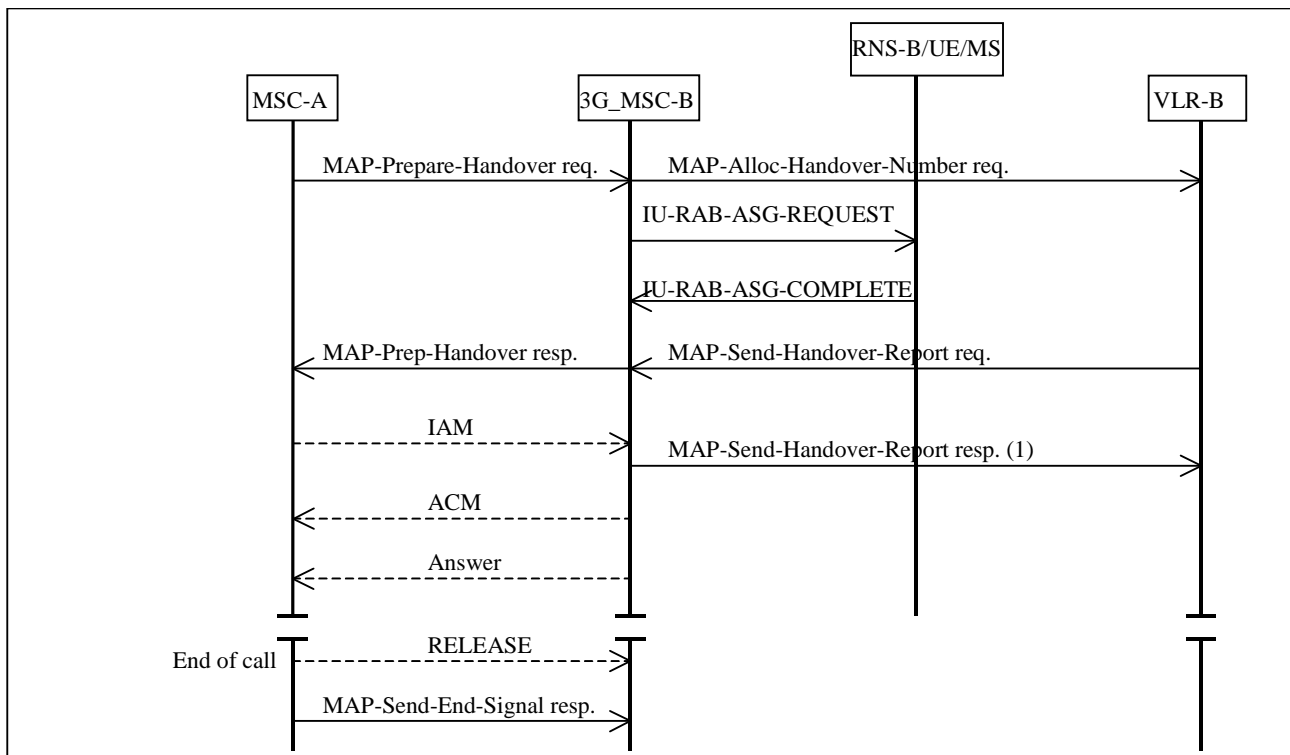 RNS-B/UE/MS
MSC-A
3G_MSC-B
VLR-B
MAP-Prepare-Handover req.
MAP-Alloc-Handover-Number req.
IU-RAB-ASG-REQUEST
IU-RAB-ASG-COMPLETE
MAP-Prep-Handover resp.
MAP-Send-Handover-Report req.
IAM
MAP-Send-Handover-Report resp. (1)
ACM
Answer
RELEASE
End of call
MAP-Send-End-Signal resp.